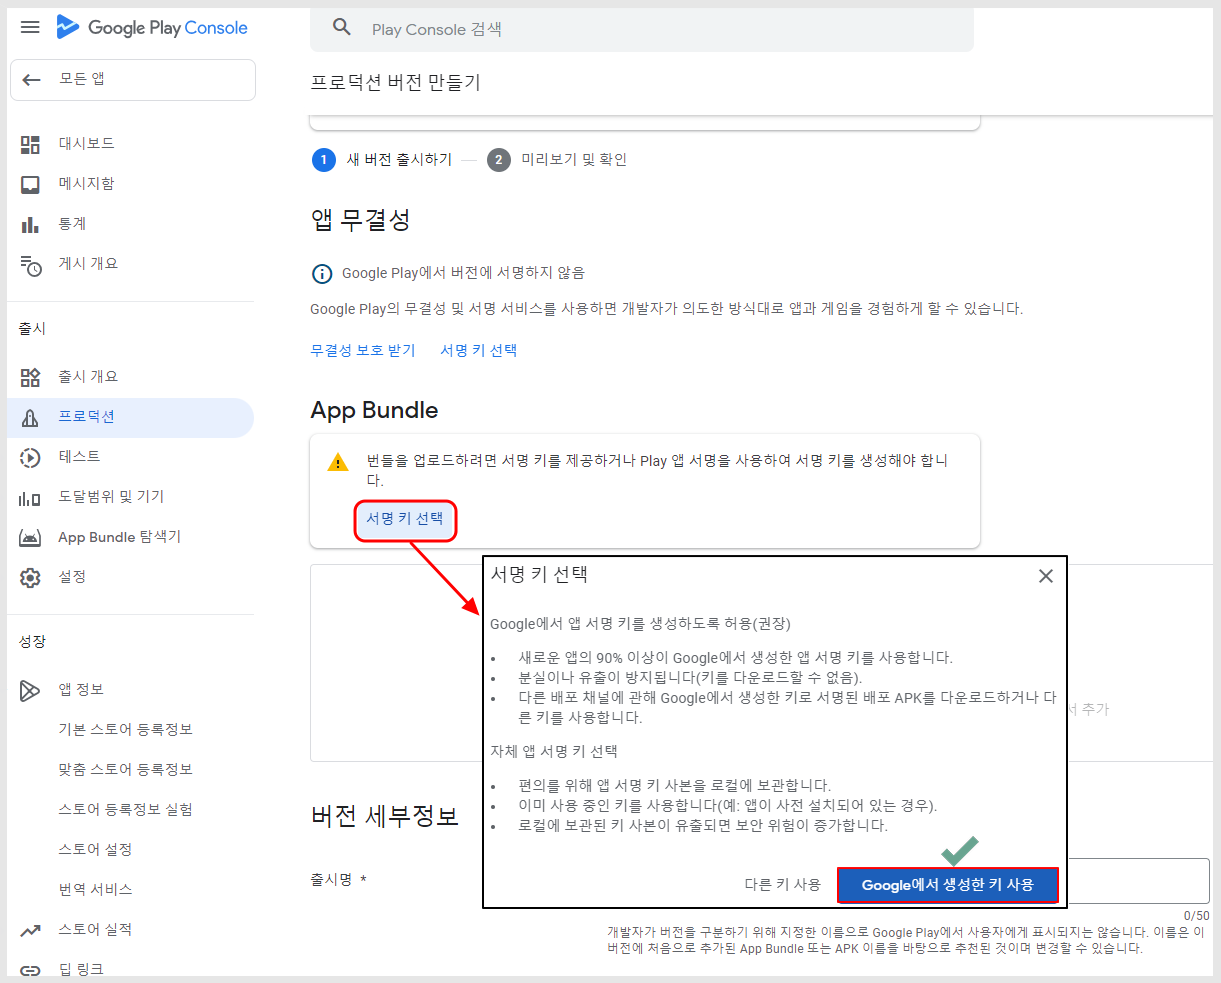 Google Play Console
Play Console 검색
모든 앱
프로덕션 버전 만들기
대시보드
메시지함
통계
게시 개요
출시
출시 개요
프로덕션
테스트
도달범위 및 기기
App Bundle 탐색기
설정
성장
앱 정보
기본 스토어 등록정보
맞춤 스토어 등록정보
스토어 등록정보 실험
스토어 설정
번역 서비스
스토어 실적
딥 링크
1 새 버전 출시하기 2 미리보기 및 확인
앱 무결성
Google Play에서 버전에 서명하지 않음
Google Play의 무결성 및 서명 서비스를 사용하면 개발자가 의도한 방식대로 앱과 게임을 경험하게 할 수 있습니다.
무결성 보호 받기 서명 키 선택
App Bundle
번들을 업로드하려면 서명 키를 제공하거나 Play 앱 서명을 사용하여 서명 키를 생성해야 합니
다.
서명 키 선택
서명 키 선택
Google에서 앱 서명 키를 생성하도록 허용(권장)
• 새로운 앱의 90% 이상이 Google에서 생성한 앱 서명 키를 사용합니다.
• 분실이나 유출이 방지됩니다(키를 다운로드할 수 없음).
• 다른 배포 채널에 관해 Google에서 생성한 키로 서명된 배포 APK를 다운로드하거나 다
른 키를 사용합니다.
자체 앱 서명 키 선택
• 편의를 위해 앱 서명 키 사본을 로컬에 보관합니다.
• 이미 사용 중인 키를 사용합니다(예: 앱이 사전 설치되어 있는 경우).
• 로컬에 보관된 키 사본이 유출되면 보안 위험이 증가합니다.
다른 키 사용 Google에서 생성한 키 사용
추가
버전 세부정보
출시명 *
0/50
개발자가 버전을 구분하기 위해 지정한 이름으로 Google Play에서 사용자에게 표시되지는 않습니다. 이름은 이
버전에 처음으로 추가된 App Bundle 또는 APK 이름을 바탕으로 추천된 것이며 변경할 수 있습니다.